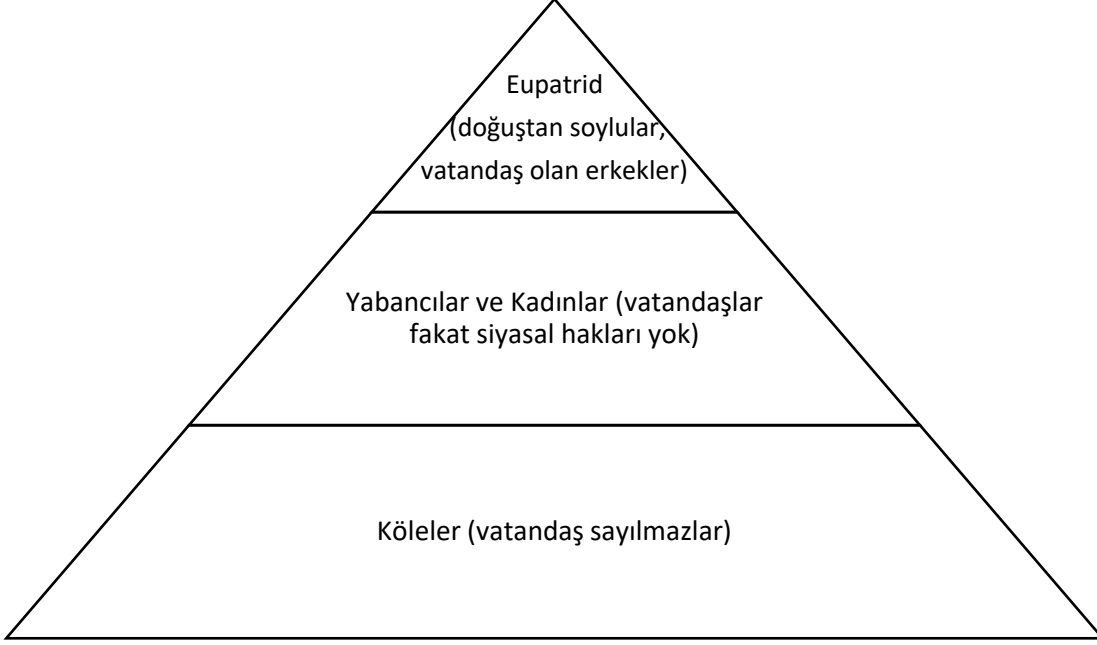 Eupatrid
(doğuştan soylular,
vatandaş olan erkekler)
Yabancılar ve Kadınlar (vatandaşlar
fakat siyasal hakları yok)
Köleler (vatandaş sayılmazlar)